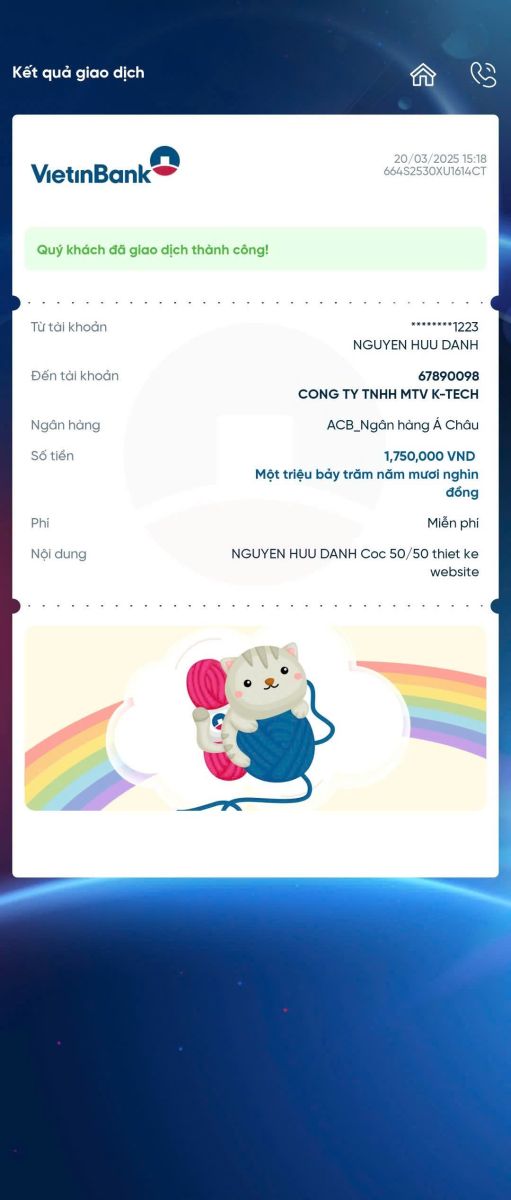 Kết quả giao dịch
VietinBank
20/03/2025 15:18
664S2530XU1614CT
Quý khách đã giao dịch thành công!
Từ tài khoản
********1223
NGUYEN HUU DANH
Đến tài khoản
67890098
CONG TY TNHH MTV K-TECH
Ngân hàng
ACB_Ngân hàng Á Châu
Số tiền
1,750,000 VND
Một triệu bảy trăm năm mươi nghìn
đồng
Phí
Miễn phí
Nội dung
NGUYEN HUU DANH Coc 50/50 thiet ke
website